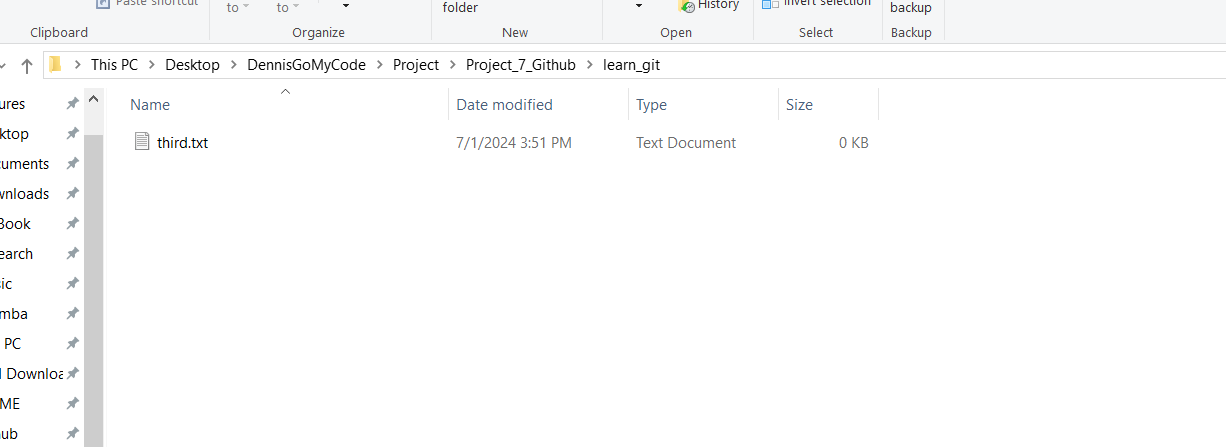 Paste shortcut
to
to
folder
History
Invert selection
backup
Clipboard
Organize
New
Open
Select
Backup
This PC
Desktop
DennisGoMyCode
Project
Project_7_Github
learn_git
Name
Date modified
Type
Size
third.txt
7/1/2024 3:51 PM
Text Document
0 KB
ures
ktop
cuments
wnloads
Book
earch
sic
mba
PC
l Downloa
ME
ub